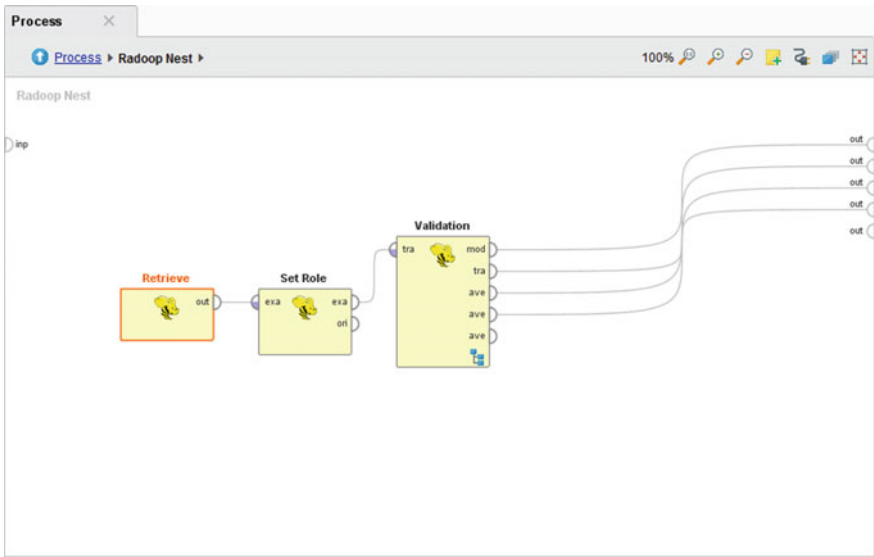 Process
Process Radoop Nest
100%
Radoop Nest
inp
out
out
out
out
out
Validation
tra
mod
tra
ave
ave
ave
Retrieve
out
Set Role
exa
exa
ori